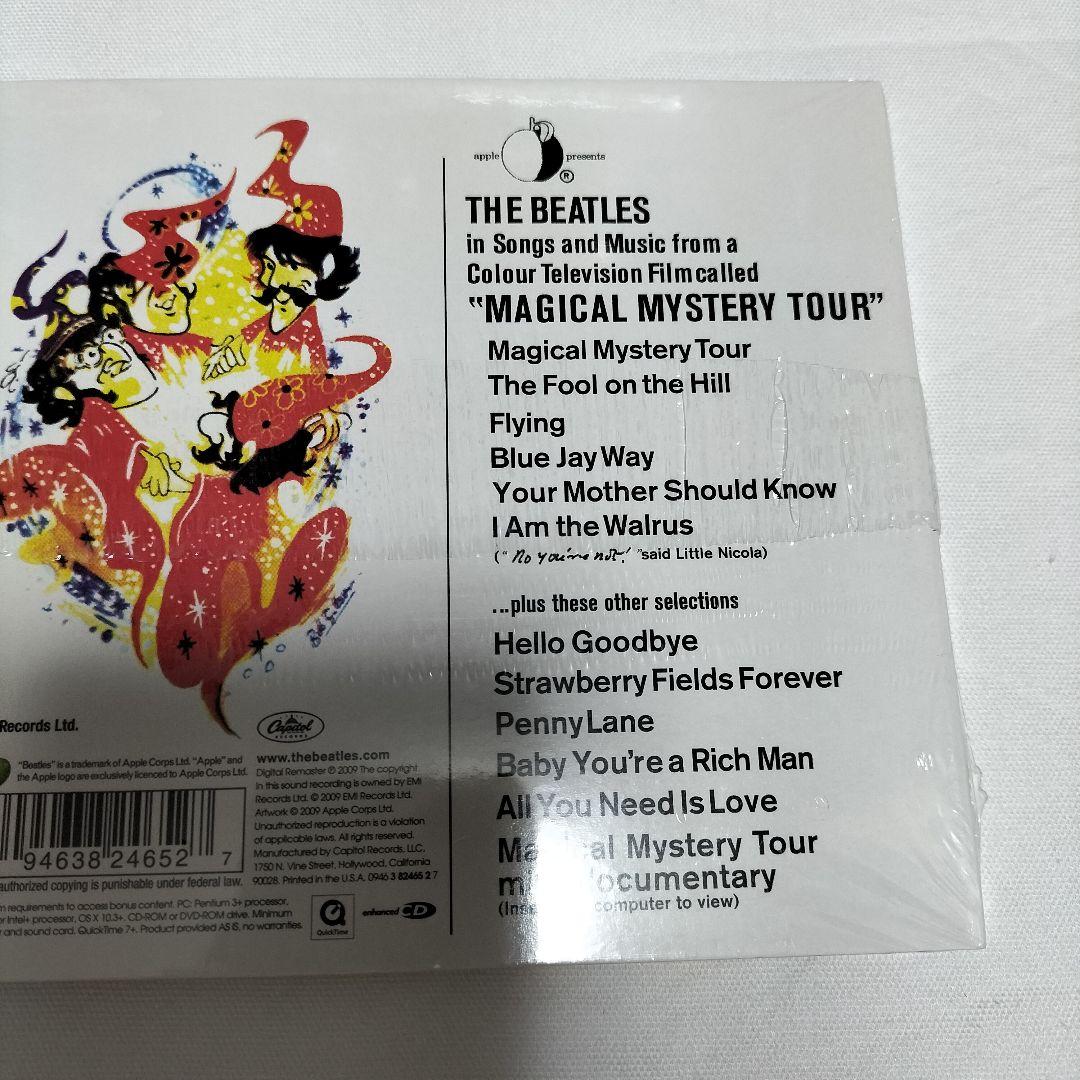 apple presents
®
THE BEATLES
in Songs and Music from a
Colour Television Film called
"MAGICAL MYSTERY TOUR"
Magical Mystery Tour
The Fool on the Hill
Flying
Blue Jay Way
Your Mother Should Know
I Am the Walrus
("No you're not!" said Little Nicola)
...plus these other selections
Hello Goodbye
Strawberry Fields Forever
Penny Lane
Baby You're a Rich Man
All You Need Is Love
Magical Mystery Tour
documentary
computer to view)
Records Ltd.
Capitol
RECORDS
"Beatles" is a trademark of Apple Corps Ltd. "Apple" and
the Apple logo are exclusively licenced to Apple Corps Ltd.
94638 24652 7
authorized copying is punishable under federal law.
www.thebeatles.com
Digital Remaster ℗ 2009 The copyright
in this sound recording is owned by EMI
Records Ltd. © 2009 EMI Records Ltd.
Artwork © 2009 Apple Corps Ltd.
Unauthorized reproduction is a violation
of applicable laws. All rights reserved.
Manufactured by Capitol Records, LLC,
1750 N. Vine Street, Hollywood, California
90028. Printed in the U.S.A. 0946 3 82465 2 7
requirements to access bonus content. PC: Pentium 3+ processor,
or Intel+ processor, OS X 10.3+. CD-ROM or DVD-ROM drive. Minimum
and sound card. QuickTime 7+. Product provided AS IS, no warranties.
QuickTime
enhanced CD